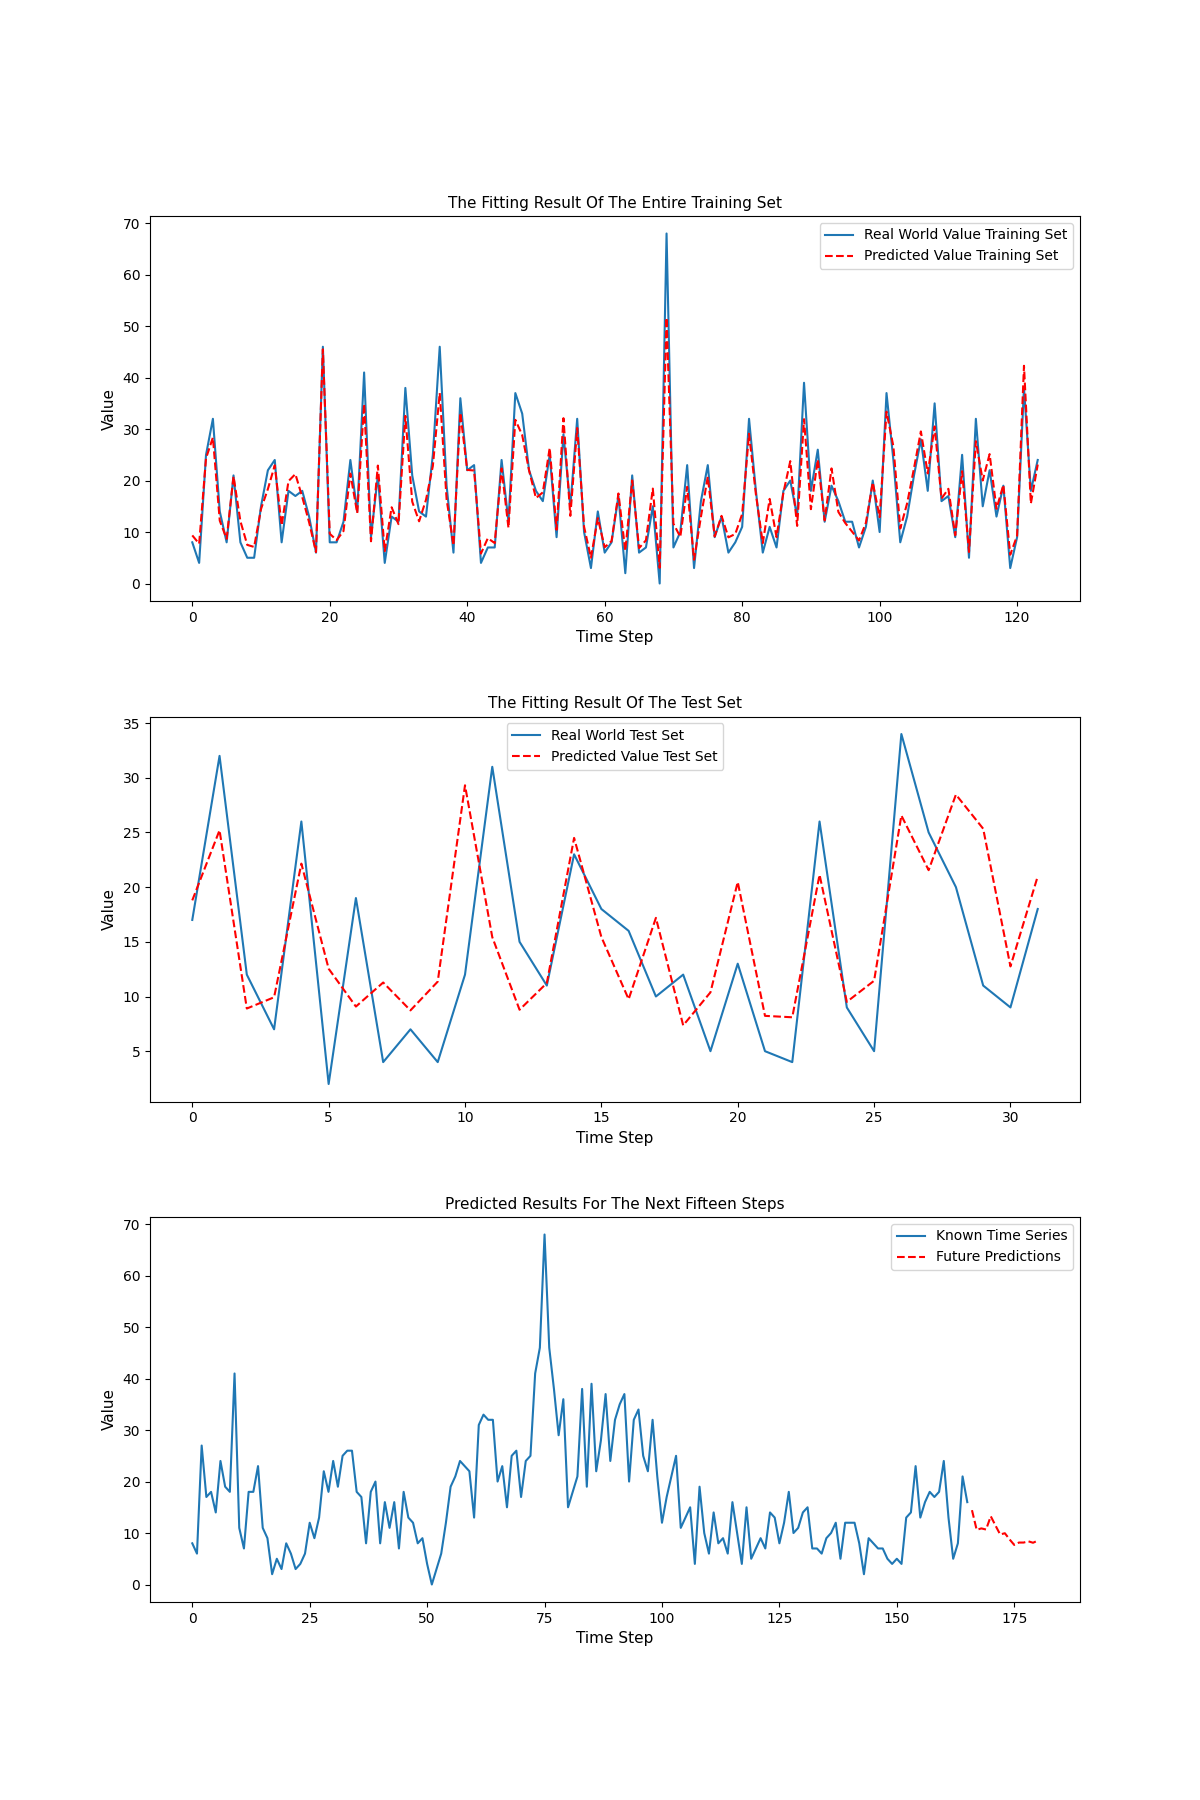 The Fitting Result Of The Entire Training Set
70
60
50
40
30
20
10
0
Value
Real World Value Training Set
Predicted Value Training Set
0 20 40 60 80 100 120
Time Step
The Fitting Result Of The Test Set
35
30
25
20
15
10
5
Value
Real World Test Set
Predicted Value Test Set
0 5 10 15 20 25 30
Time Step
Predicted Results For The Next Fifteen Steps
70
60
50
40
30
20
10
0
Value
Known Time Series
Future Predictions
0 25 50 75 100 125 150 175
Time Step